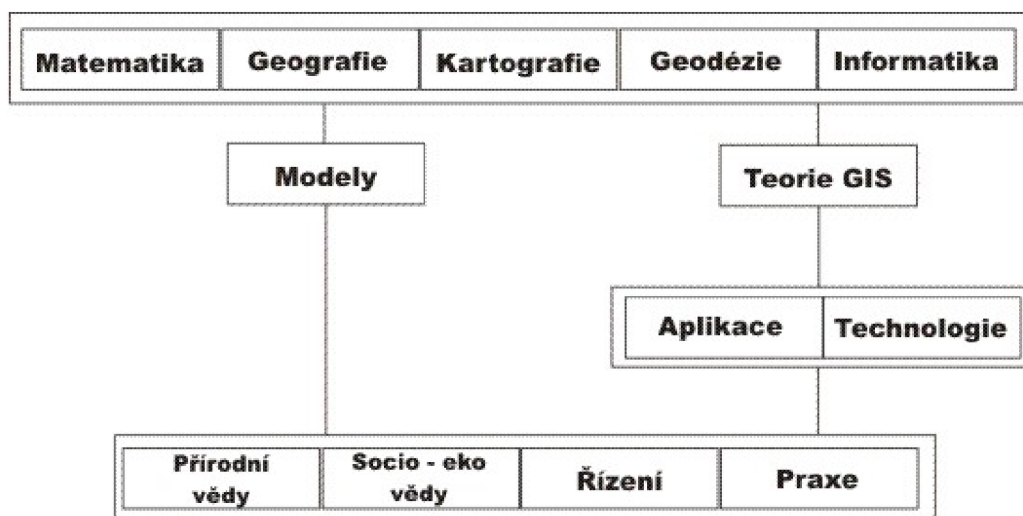 Matematika
Geografie
Kartografie
Geodézie
Informatika
Modely
Teorie GIS
Aplikace
Technologie
Přírodní
vědy
Socio - eko
vědy
Řízení
Praxe